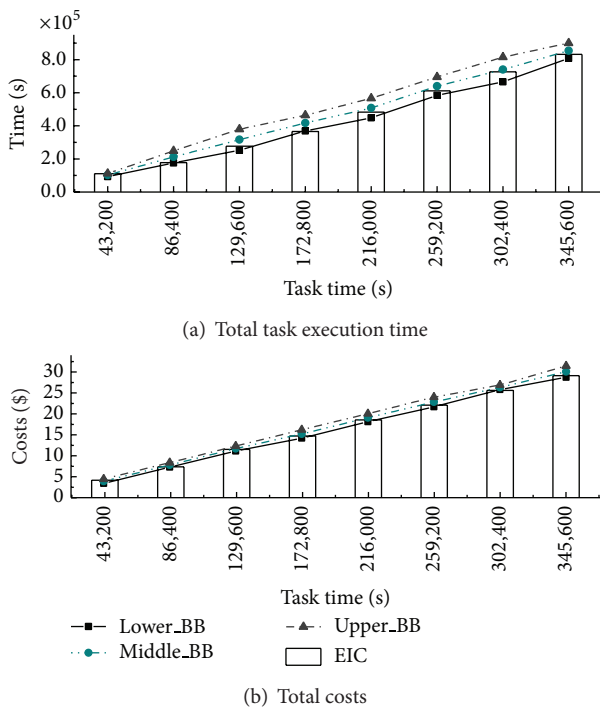 ×10⁵
8.0
6.0
4.0
2.0
0.0
Time (s)
43,200
86,400
129,600
172,800
216,000
259,200
302,400
345,600
Task time (s)
(a) Total task execution time
30
25
20
15
10
5
0
Costs ($)
43,200
86,400
129,600
172,800
216,000
259,200
302,400
345,600
Task time (s)
Lower_BB
Upper_BB
Middle_BB
EIC
(b) Total costs